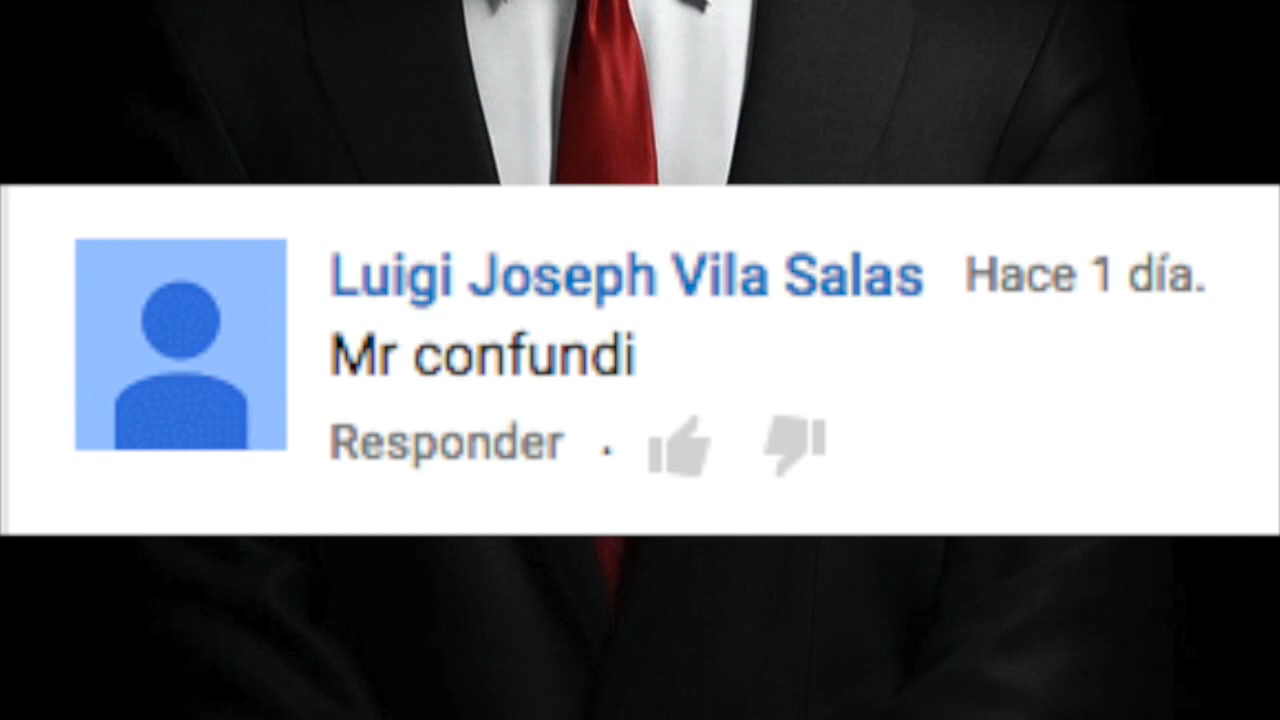 Luigi Joseph Vila Salas Hace 1 día.
Mr confundi
Responder .